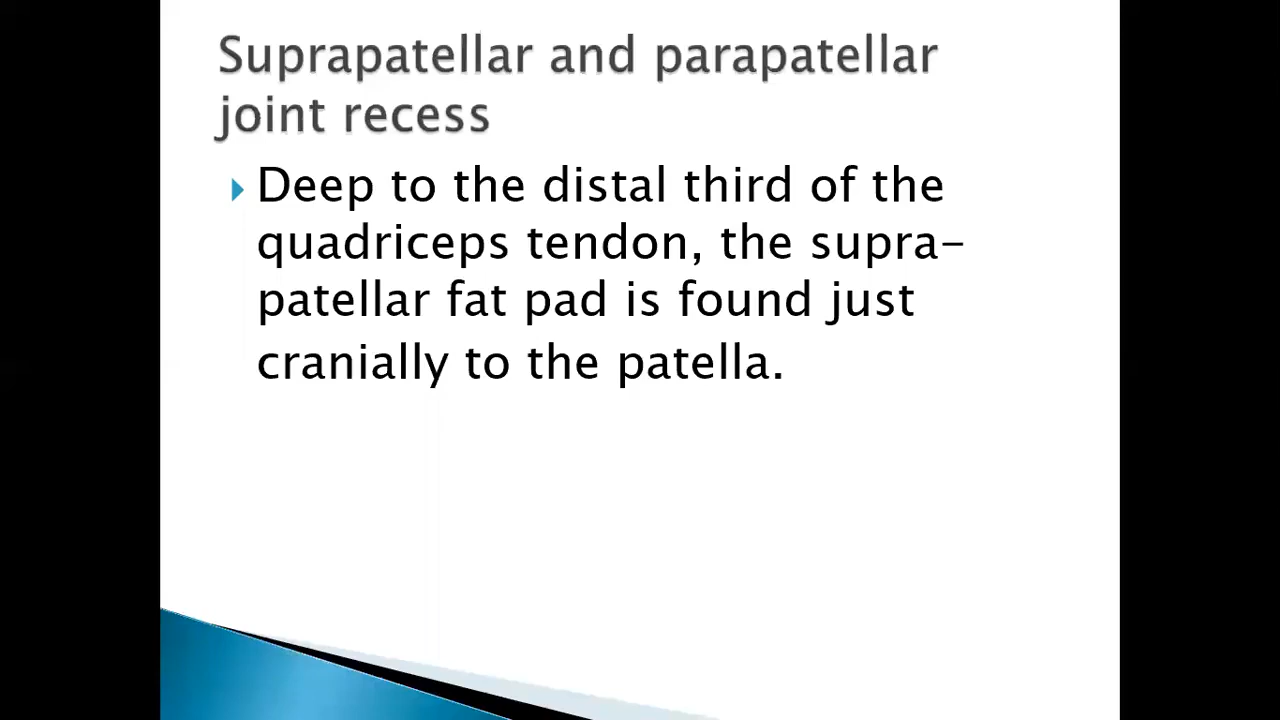 Suprapatellar and parapatellar
joint recess
Deep to the distal third of the
quadriceps tendon, the supra-
patellar fat pad is found just
cranially to the patella.